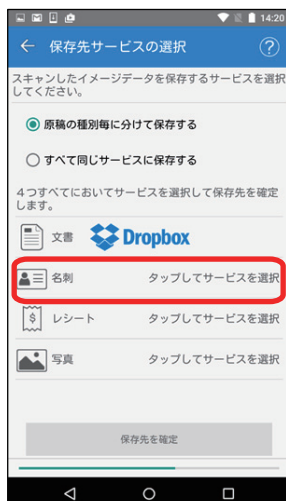 14:20
保存先サービスの選択
スキャンしたイメージデータを保存するサービスを選択
してください。
原稿の種別毎に分けて保存する
すべて同じサービスに保存する
4つすべてにおいてサービスを選択して保存先を確定
します。
文書 Dropbox
名刺 タップしてサービスを選択
レシート タップしてサービスを選択
写真 タップしてサービスを選択
保存先を確定